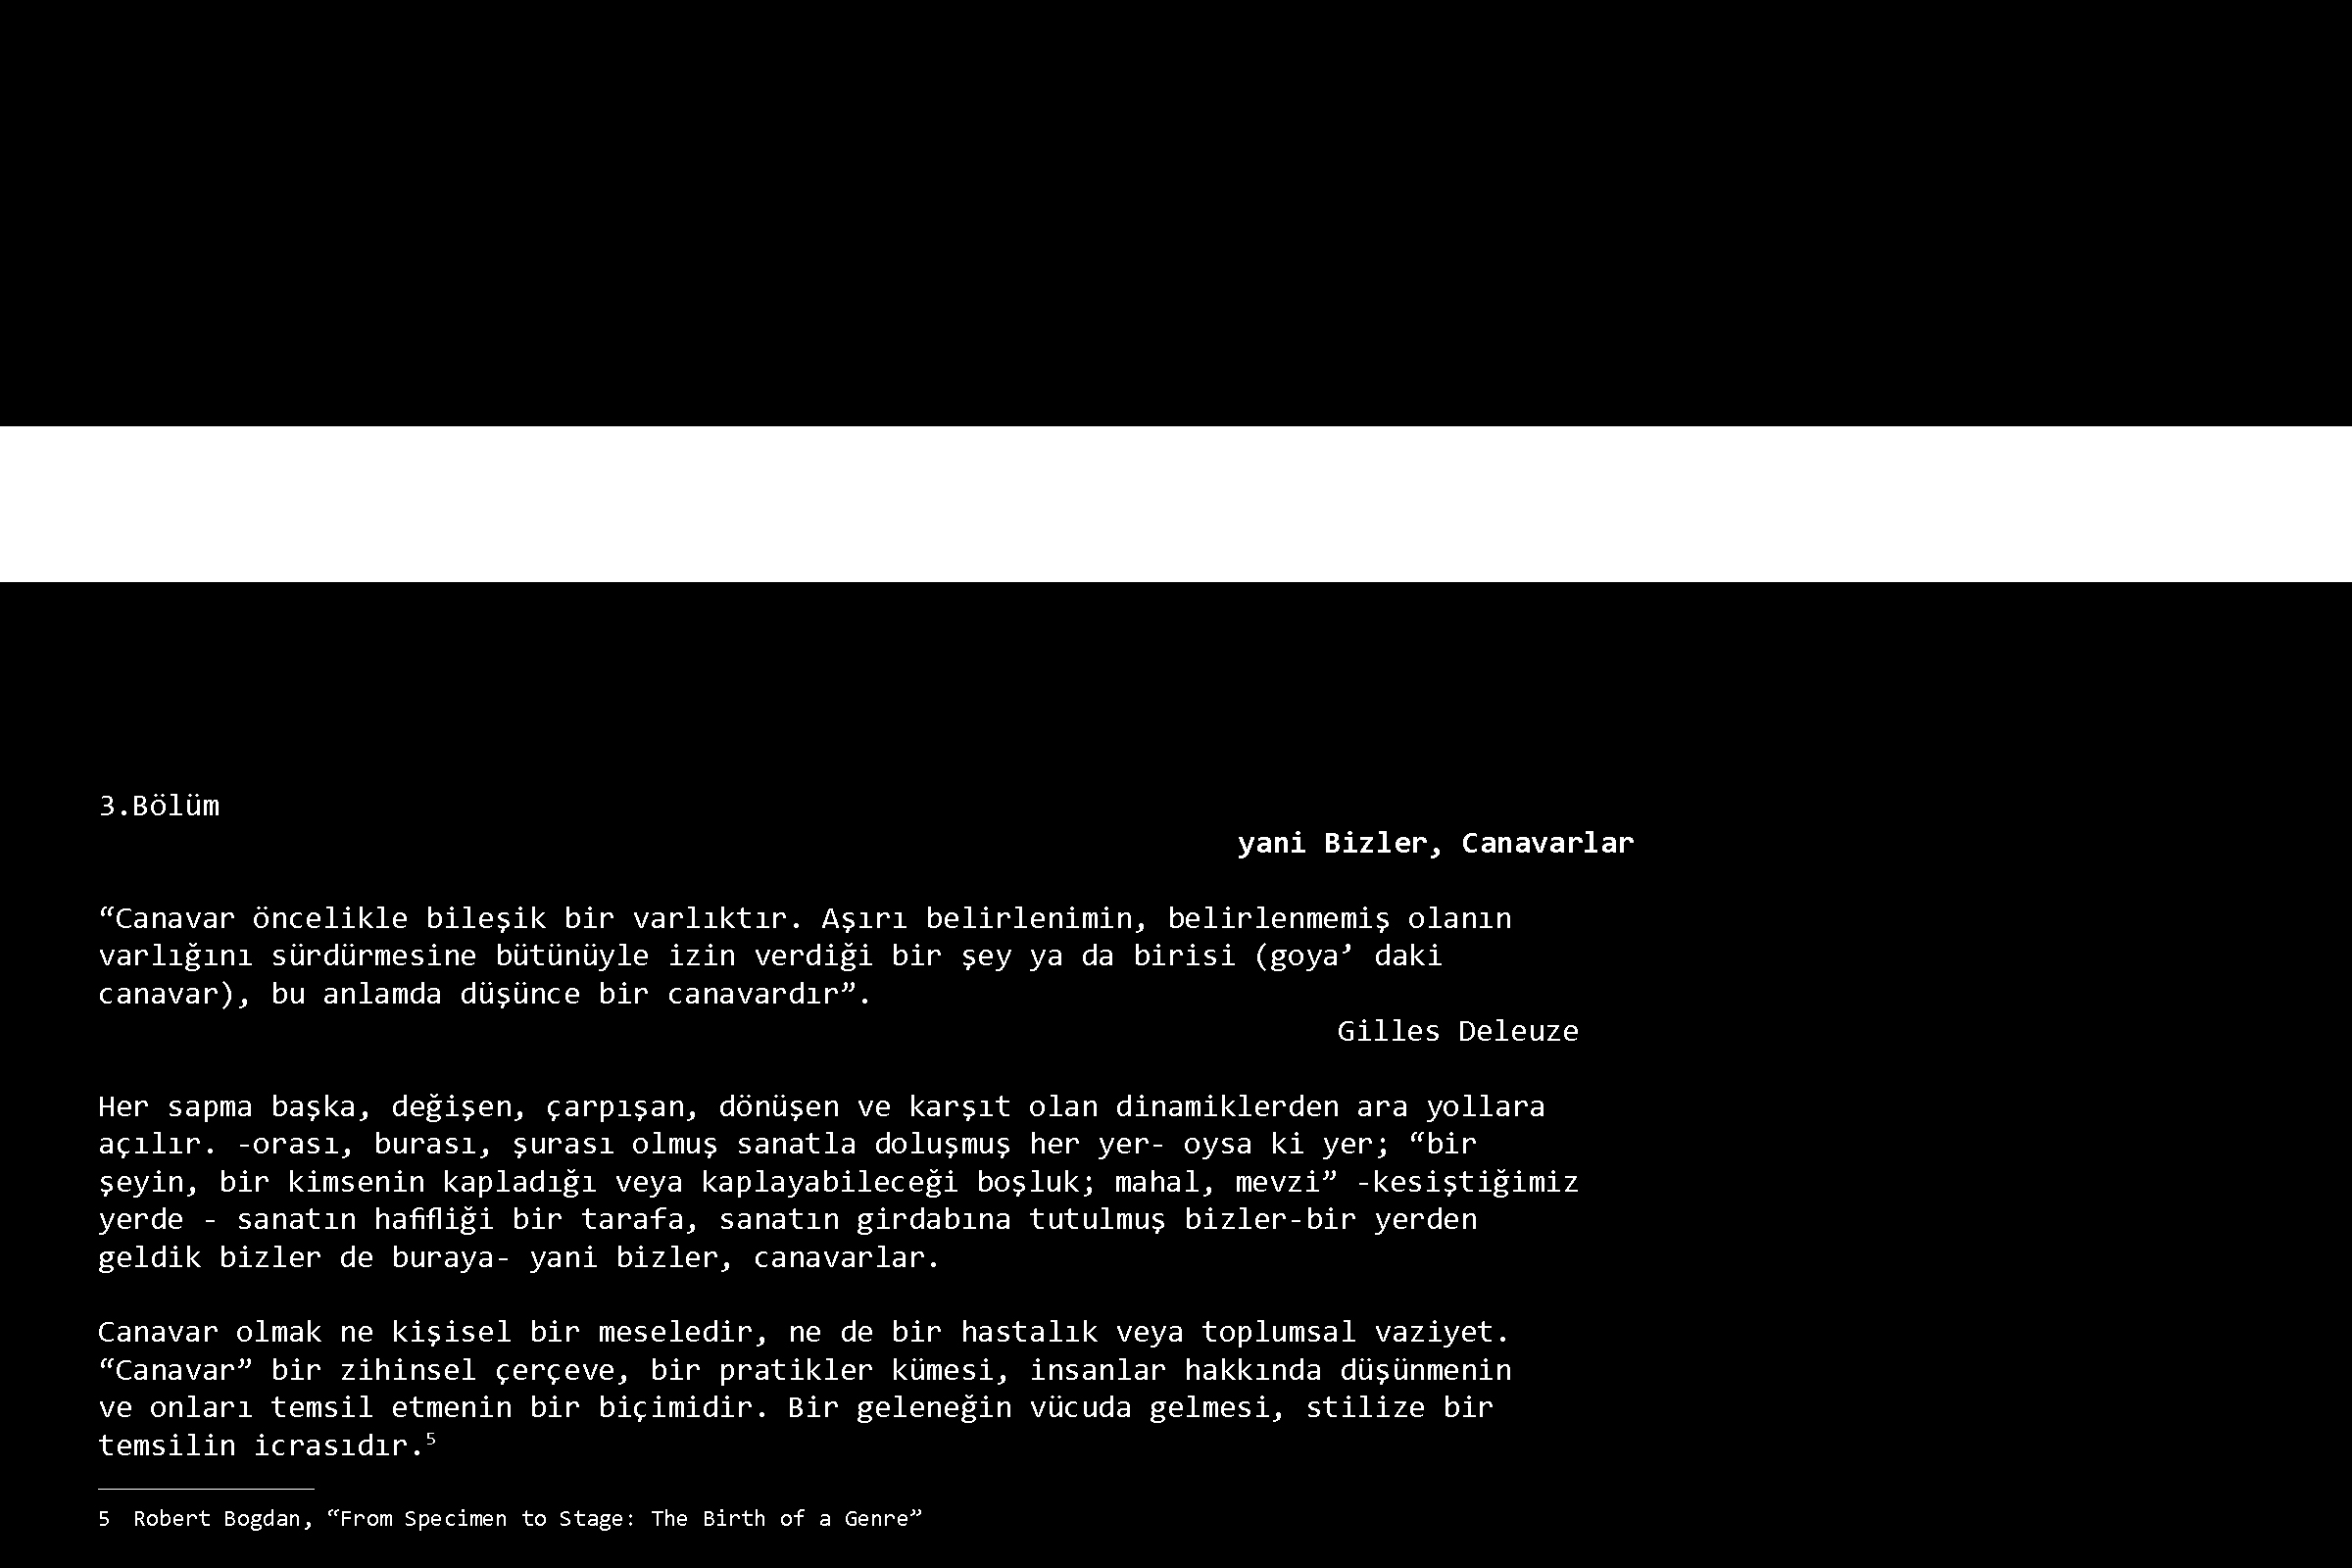 3.Bölüm
yani Bizler, Canavarlar
“Canavar öncelikle bileşik bir varlıktır. Aşırı belirlenimin, belirlenmemiş olanın
varlığını sürdürmesine bütünüyle izin verdiği bir şey ya da birisi (goya’ daki
canavar), bu anlamda düşünce bir canavardır”.
Gilles Deleuze
Her sapma başka, değişen, çarpışan, dönüşen ve karşıt olan dinamiklerden ara yollara
açılır. -orası, burası, şurası olmuş sanatla doluşmuş her yer- oysa ki yer; “bir
şeyin, bir kimsenin kapladığı veya kaplayabileceği boşluk; mahal, mevzi” -kesiştiğimiz
yerde - sanatın hafifliği bir tarafa, sanatın girdabına tutulmuş bizler-bir yerden
geldik bizler de buraya- yani bizler, canavarlar.
Canavar olmak ne kişisel bir meseledir, ne de bir hastalık veya toplumsal vaziyet.
“Canavar” bir zihinsel çerçeve, bir pratikler kümesi, insanlar hakkında düşünmenin
ve onları temsil etmenin bir biçimidir. Bir geleneğin vücuda gelmesi, stilize bir
temsilin icrasıdır.⁵
5 Robert Bogdan, “From Specimen to Stage: The Birth of a Genre”